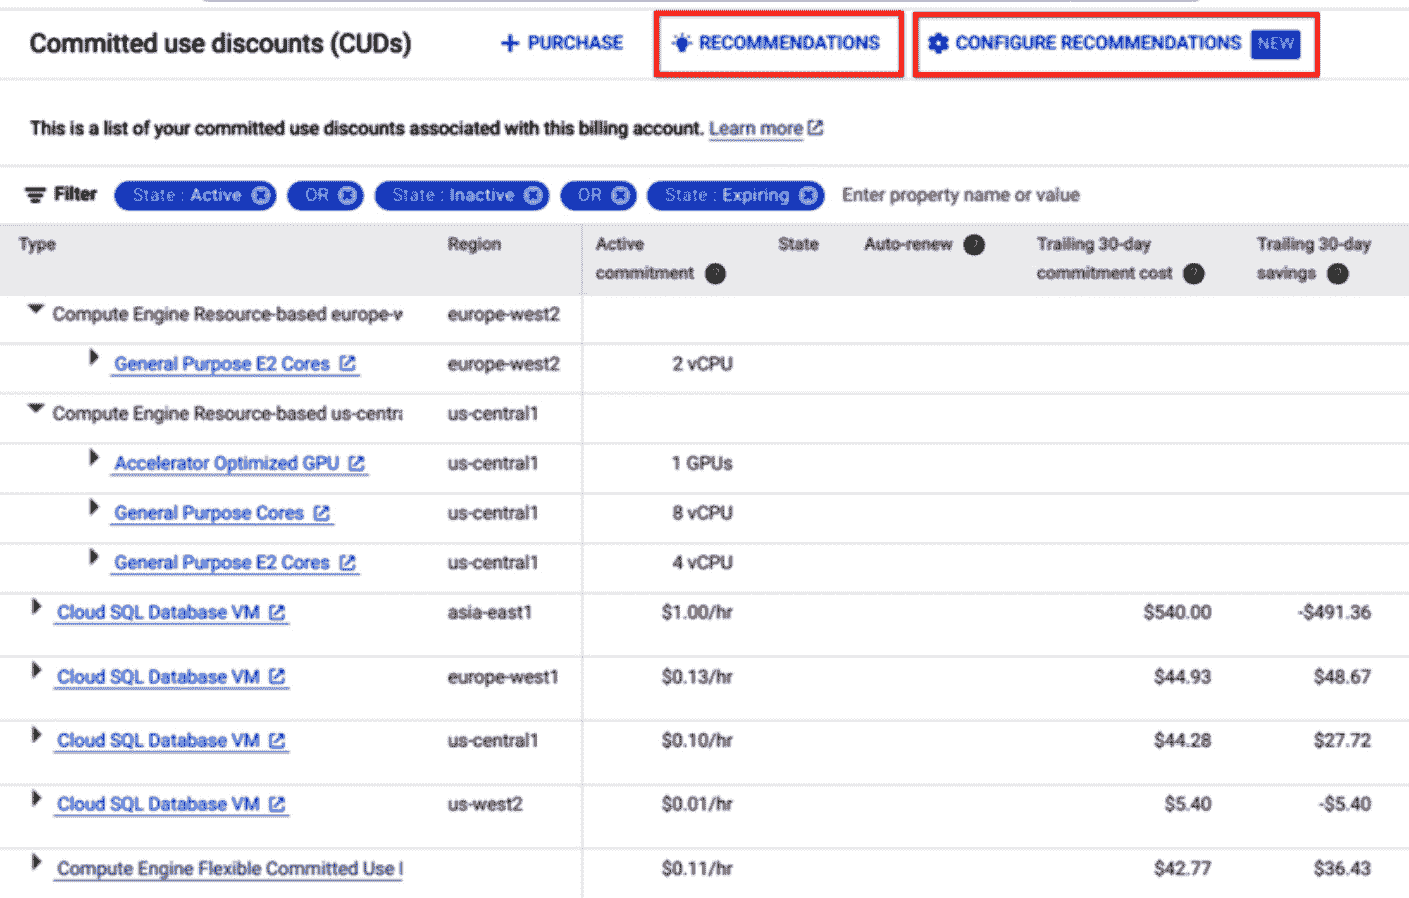 Committed use discounts (CUDs) PURCHASE RECOMMENDATIONS CONFIGURE RECOMMENDATIONS NEW
This is a list of your committed use discounts associated with this billing account. Learn more
Filter State : Active OR State : Inactive OR State : Expiring Enter property name or value
Type Region Active commitment State Auto-renew Trailing 30-day commitment cost Trailing 30-day savings
Compute Engine Resource-based europe-w europe-west2
General Purpose E2 Cores europe-west2 2 vCPU
Compute Engine Resource-based us-centra us-central1
Accelerator Optimized GPU us-central1 1 GPUs
General Purpose Cores us-central1 8 vCPU
General Purpose E2 Cores us-central1 4 vCPU
Cloud SQL Database VM asia-east1 $1.00/hr $540.00 -$491.36
Cloud SQL Database VM europe-west1 $0.13/hr $44.93 $48.67
Cloud SQL Database VM us-central1 $0.10/hr $44.28 $27.72
Cloud SQL Database VM us-west2 $0.01/hr $5.40 -$5.40
Compute Engine Flexible Committed Use $0.11/hr $42.77 $36.43